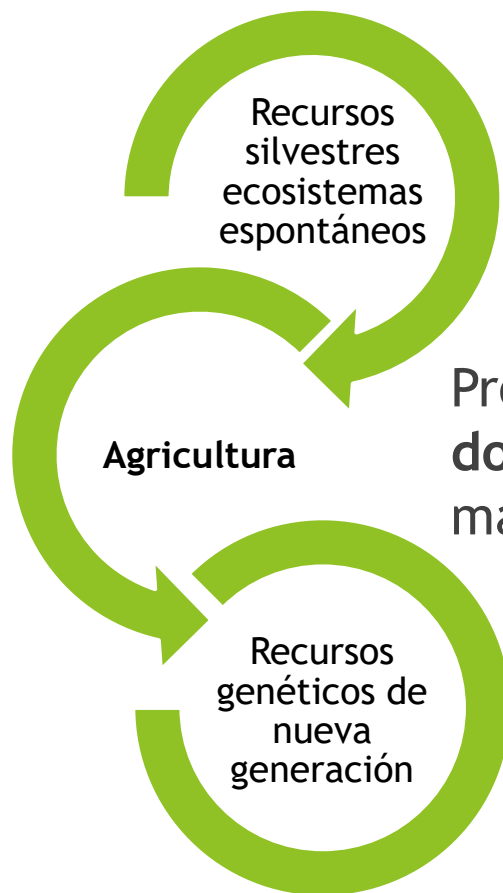 Recursos
silvestres
ecosistemas
espontáneos
Agricultura
Recursos
genéticos de
nueva
generación